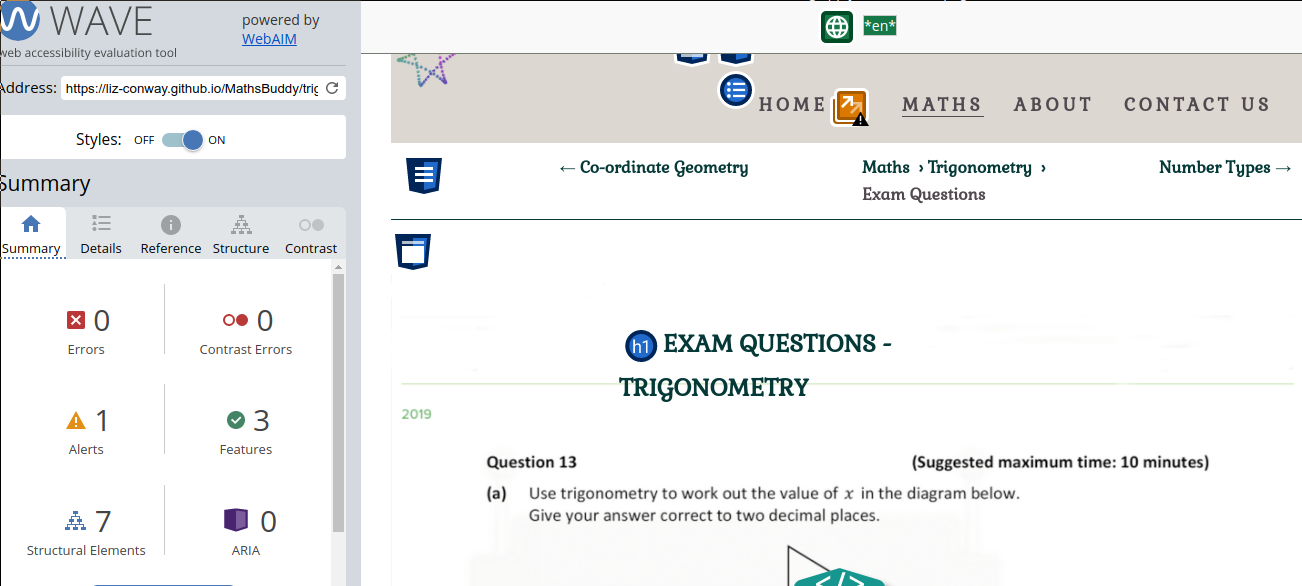 WAVE
powered by
WebAIM
web accessibility evaluation tool
Address: https://liz-conway.github.io/MathsBuddy/trig
Styles: OFF ON
Summary
Summary Details Reference Structure Contrast
0 0
Errors Contrast Errors
1 3
Alerts Features
7 0
Structural Elements ARIA
*en*
HOME MATHS ABOUT CONTACT US
← Co-ordinate Geometry Maths › Trigonometry › Number Types →
Exam Questions
h1 EXAM QUESTIONS -
TRIGONOMETRY
2019
Question 13 (Suggested maximum time: 10 minutes)
(a) Use trigonometry to work out the value of x in the diagram below.
Give your answer correct to two decimal places.